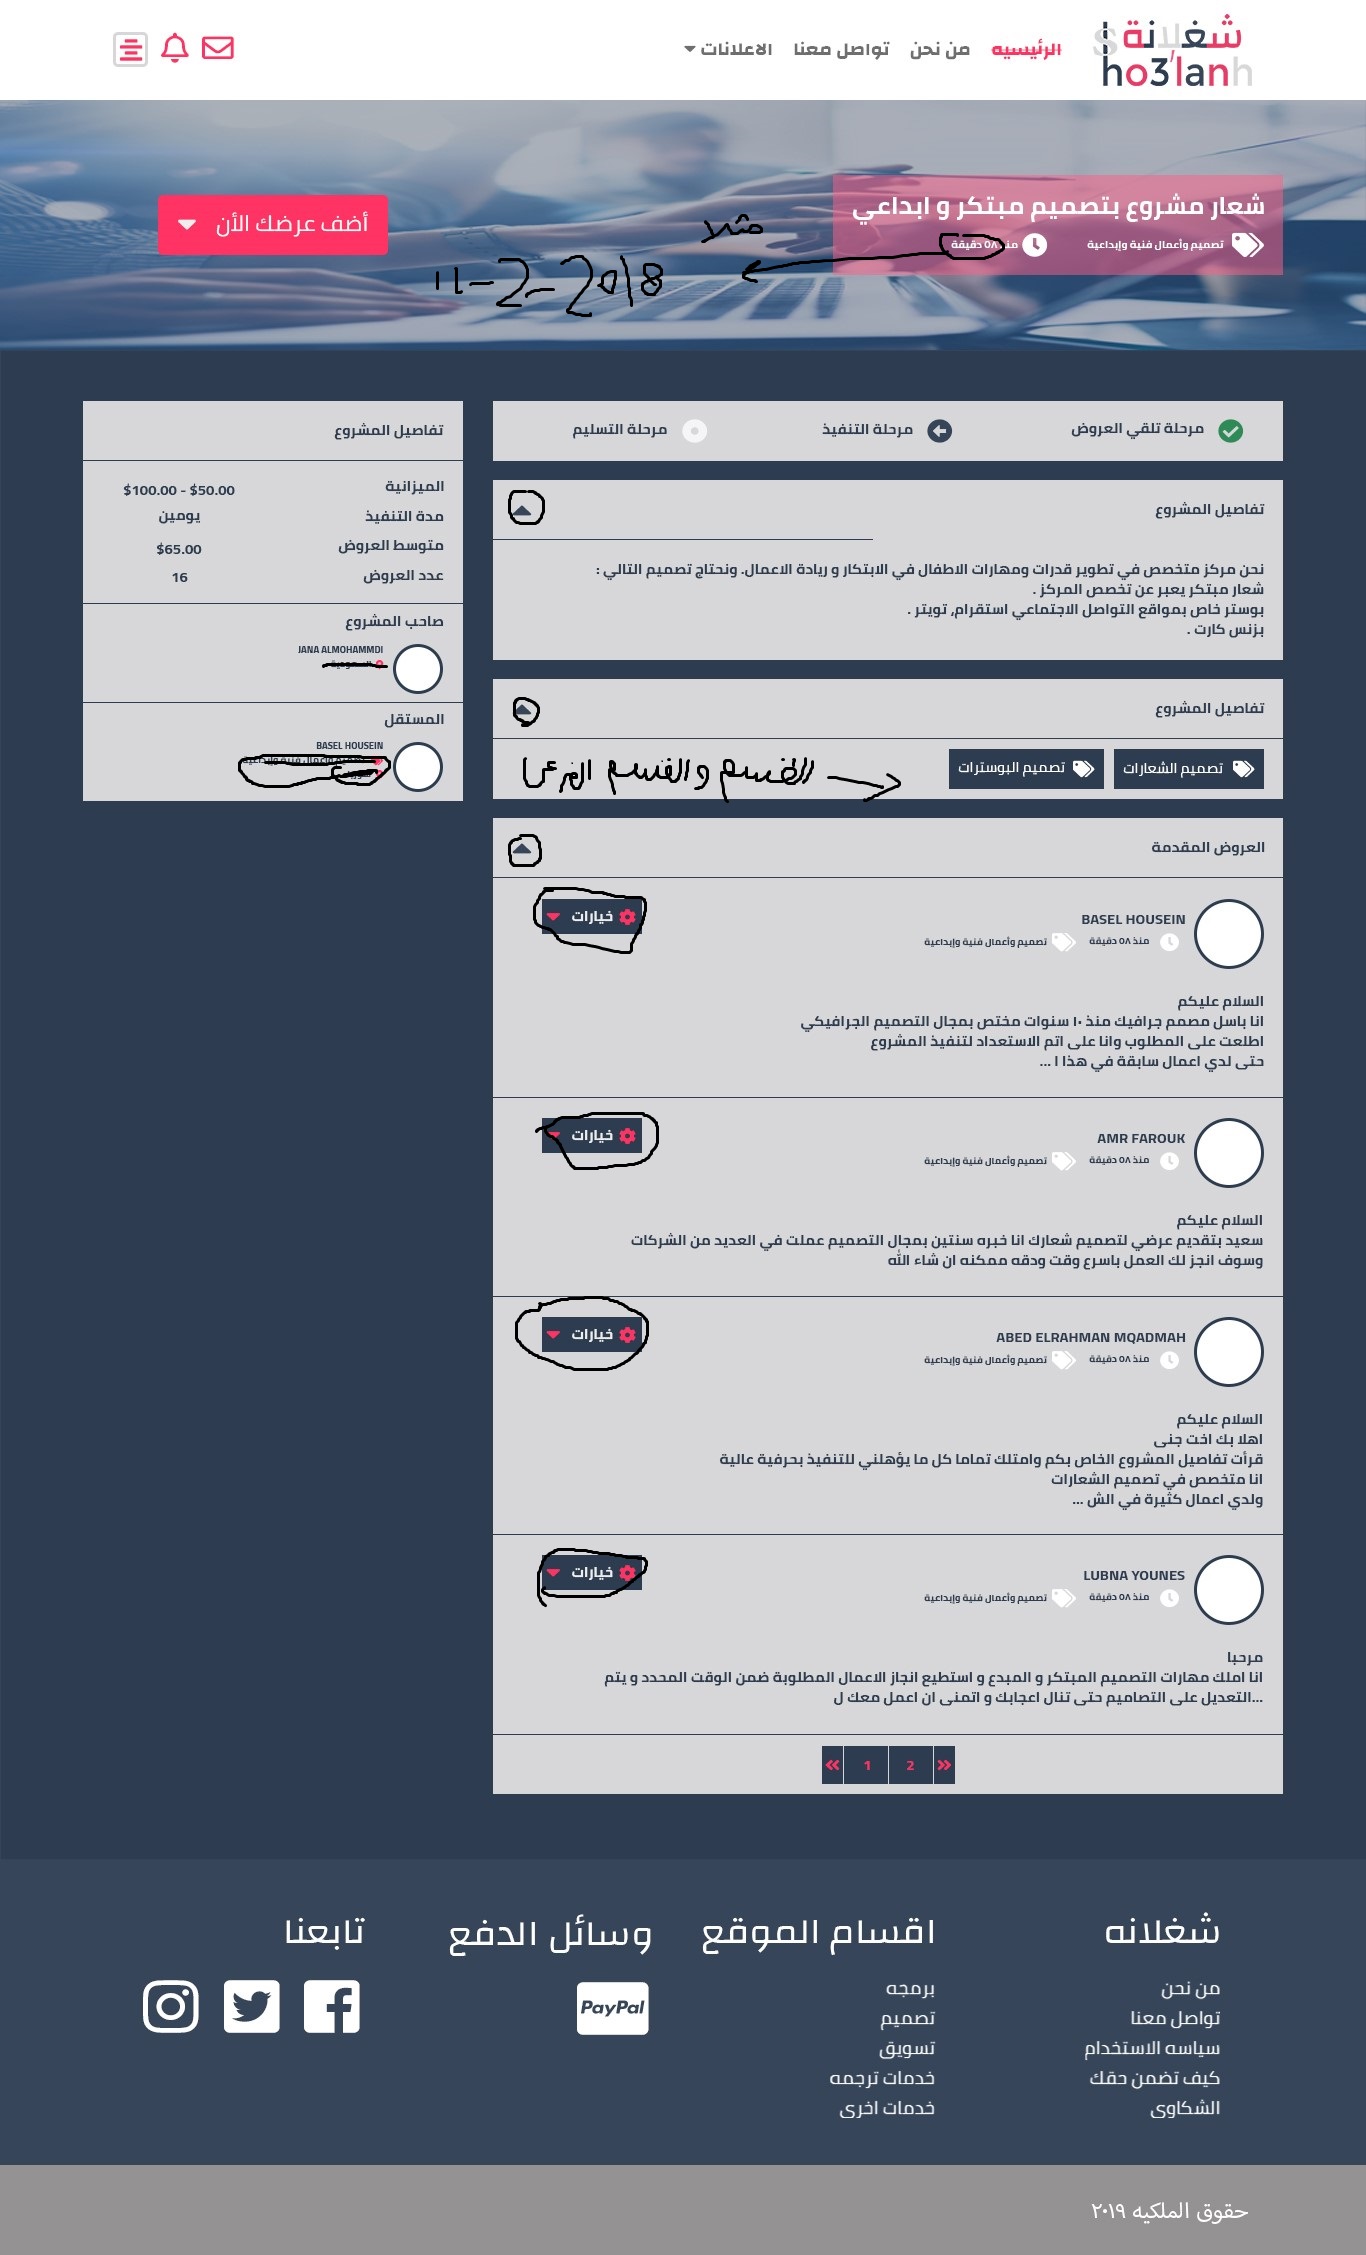 شغلانة
Sho3lanh
الرئيسيه
من نحن
تواصل معنا
الاعلانات
شعار مشروع بتصميم مبتكر و ابداعي
تصميم وأعمال فنية وإبداعية
منذ ٥٨ دقيقة
أضف عرضك الأن
مثلا
11-2-2018
مرحلة تلقي العروض
مرحلة التنفيذ
مرحلة التسليم
تفاصيل المشروع
نحن مركز متخصص في تطوير قدرات ومهارات الاطفال في الابتكار و ريادة الاعمال. ونحتاج تصميم التالي :
شعار مبتكر يعبر عن تخصص المركز .
بوستر خاص بمواقع التواصل الاجتماعي استقرام, تويتر .
بزنس كارت .
تفاصيل المشروع
تصميم الشعارات
تصميم البوسترات
القسم والقسم الفرعي
العروض المقدمة
BASEL HOUSEIN
منذ ٥٨ دقيقة
تصميم وأعمال فنية وإبداعية
خيارات
السلام عليكم
انا باسل مصمم جرافيك منذ ١٠ سنوات مختص بمجال التصميم الجرافيكي
اطلعت على المطلوب وانا على اتم الاستعداد لتنفيذ المشروع
حتى لدي اعمال سابقة في هذا ا ...
AMR FAROUK
منذ ٥٨ دقيقة
تصميم وأعمال فنية وإبداعية
خيارات
السلام عليكم
سعيد بتقديم عرضي لتصميم شعارك انا خبره سنتين بمجال التصميم عملت في العديد من الشركات
وسوف انجز لك العمل باسرع وقت ودقه ممكنه ان شاء الله
ABED ELRAHMAN MQADMAH
منذ ٥٨ دقيقة
تصميم وأعمال فنية وإبداعية
خيارات
السلام عليكم
اهلا بك اخت جنى
قرأت تفاصيل المشروع الخاص بكم وامتلك تماما كل ما يؤهلني للتنفيذ بحرفية عالية
انا متخصص في تصميم الشعارات
ولدي اعمال كثيرة في الش ...
LUBNA YOUNES
منذ ٥٨ دقيقة
تصميم وأعمال فنية وإبداعية
خيارات
مرحبا
انا املك مهارات التصميم المبتكر و المبدع و استطيع انجاز الاعمال المطلوبة ضمن الوقت المحدد و يتم
...التعديل على التصاميم حتى تنال اعجابك و اتمنى ان اعمل معك ل
1 2
تفاصيل المشروع
الميزانية
$100.00 - $50.00
مدة التنفيذ
يومين
متوسط العروض
$65.00
عدد العروض
16
صاحب المشروع
JANA ALMOHAMMDI
السعودية
المستقل
BASEL HOUSEIN
تصميم وأعمال فنية وإبداعية
شغلانه
من نحن
تواصل معنا
سياسه الاستخدام
كيف تضمن حقك
الشكاوى
اقسام الموقع
برمجه
تصميم
تسويق
خدمات ترجمه
خدمات اخرى
وسائل الدفع
PayPal
تابعنا
حقوق الملكيه ٢٠١٩